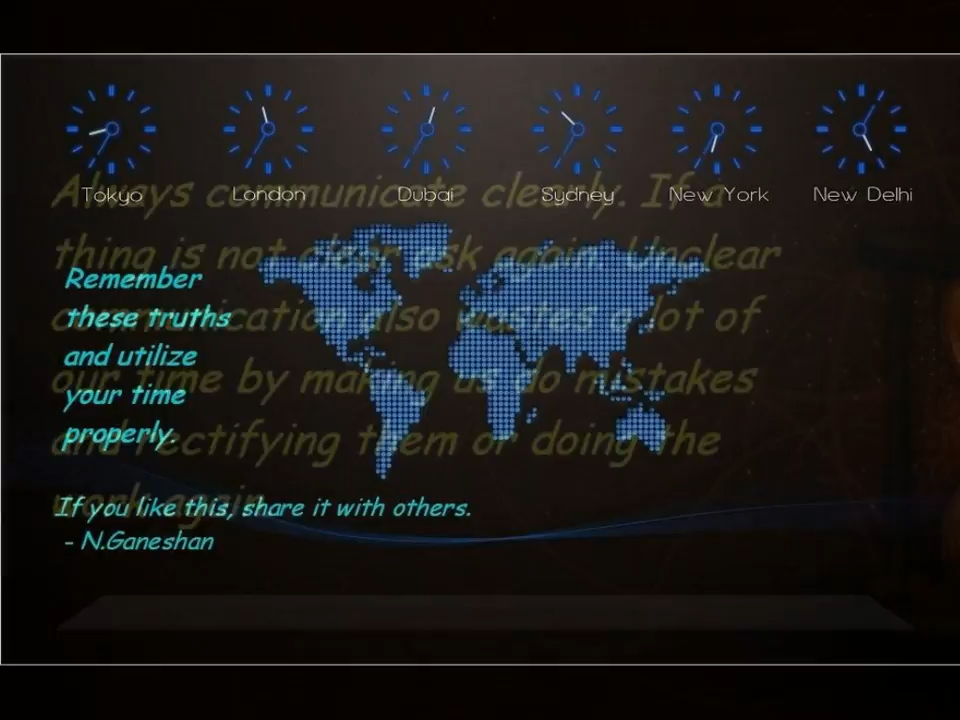 Tokyo London Dubai Sydney New York New Delhi
Always communicate clearly. If a
thing is not clear ask again. Unclear
communication also wastes a lot of
our time by making us do mistakes
and rectifying them or doing the
work again.
Remember
these truths
and utilize
your time
properly.
If you like this, share it with others.
- N.Ganeshan